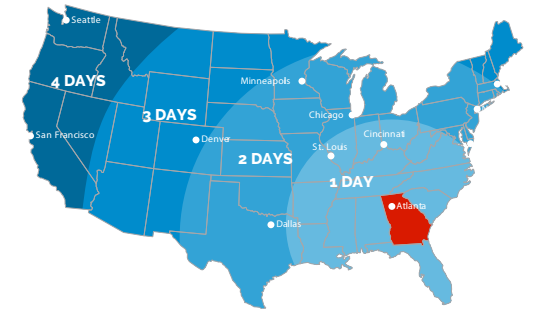 Seattle
4 DAYS
Minneapolis
3 DAYS
Chicago
San Francisco
Denver
Cincinnati
St. Louis
2 DAYS
1 DAY
Atlanta
Dallas